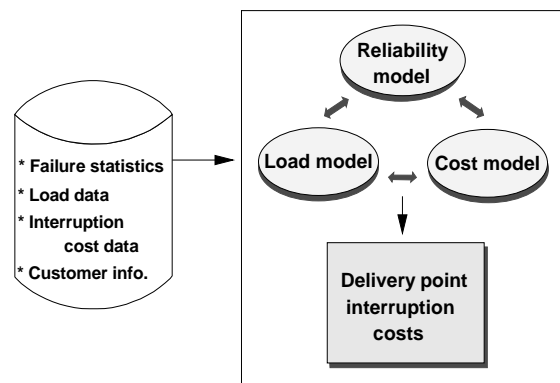 * Failure statistics
* Load data
* Interruption
cost data
* Customer info.
Reliability
model
Load model
Cost model
Delivery point
interruption
costs